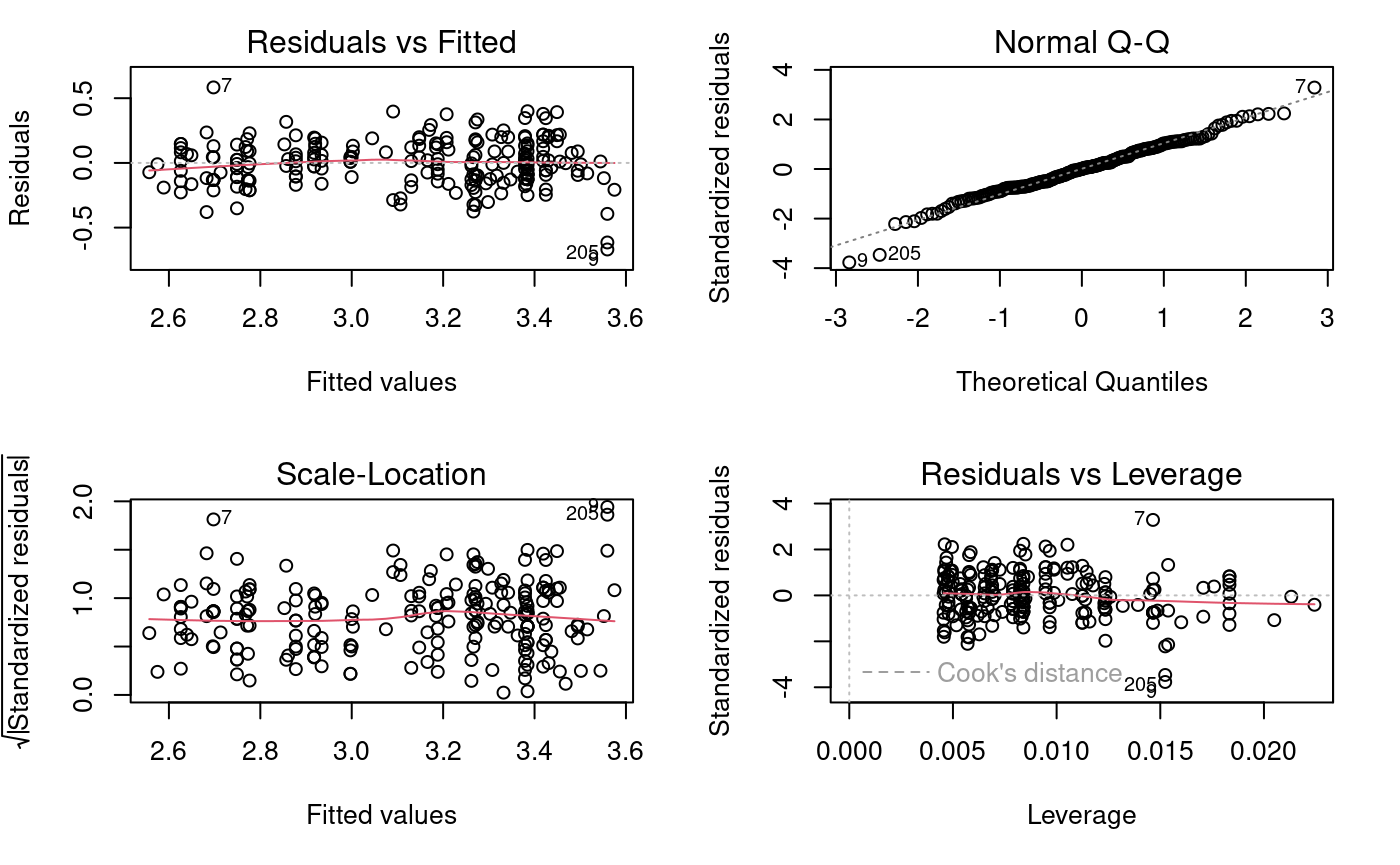 Residuals vs Fitted
Residuals
0.5
0.0
-0.5
7
205
9
2.6 2.8 3.0 3.2 3.4 3.6
Fitted values
Normal Q-Q
Standardized residuals
4
2
0
-2
-4
7
9
205
-3 -2 -1 0 1 2 3
Theoretical Quantiles
Scale-Location
√|Standardized residuals|
2.0
1.0
0.0
7
9
205
2.6 2.8 3.0 3.2 3.4 3.6
Fitted values
Residuals vs Leverage
Standardized residuals
4
2
0
-4
7
Cook's distance
205
9
0.000 0.005 0.010 0.015 0.020
Leverage